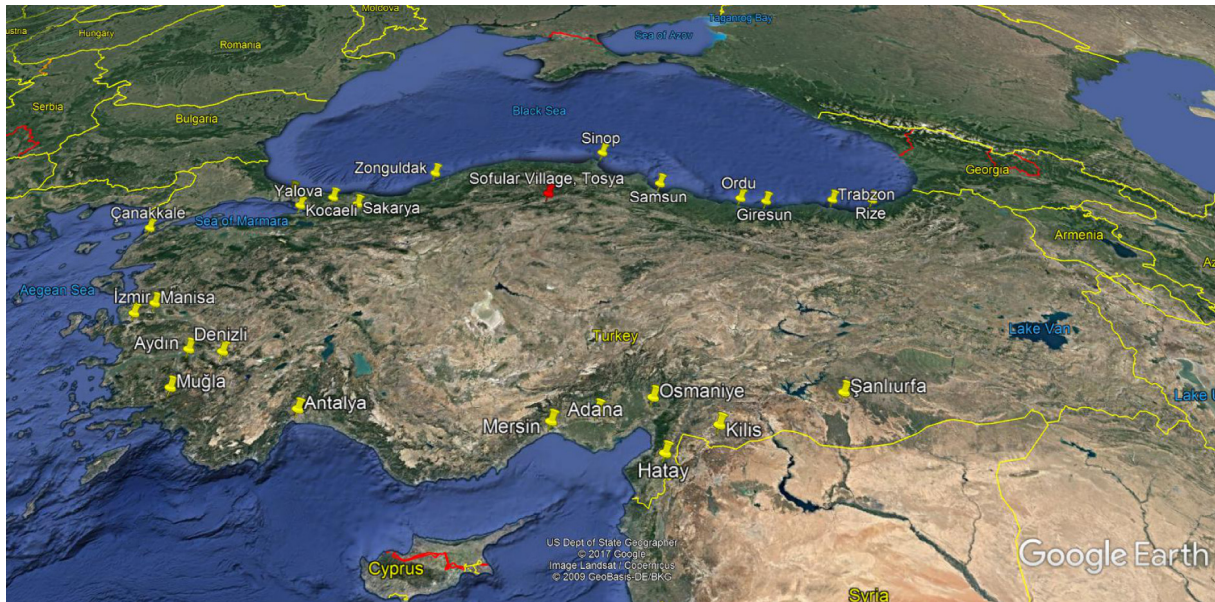 Moldova
Taganrog Bay
Austria
Hungary
Romania
Sea of Azov
Serbia
Black Sea
Bulgaria
Sinop
Zonguldak
Sofular Village, Tosya
Georgia
Yalova
Kocaeli
Sakarya
Samsun
Ordu
Giresun
Trabzon
Rize
Çanakkale
Sea of Marmara
Armenia
Aegean Sea
İzmir
Manisa
Aydın
Denizli
Turkey
Lake Van
Muğla
Antalya
Mersin
Adana
Osmaniye
Şanlıurfa
Kilis
Hatay
US Dept of State Geographer
© 2017 Google
Image Landsat / Copernicus
© 2009 GeoBasis-DE/BKG
Google Earth
Cyprus
Syria